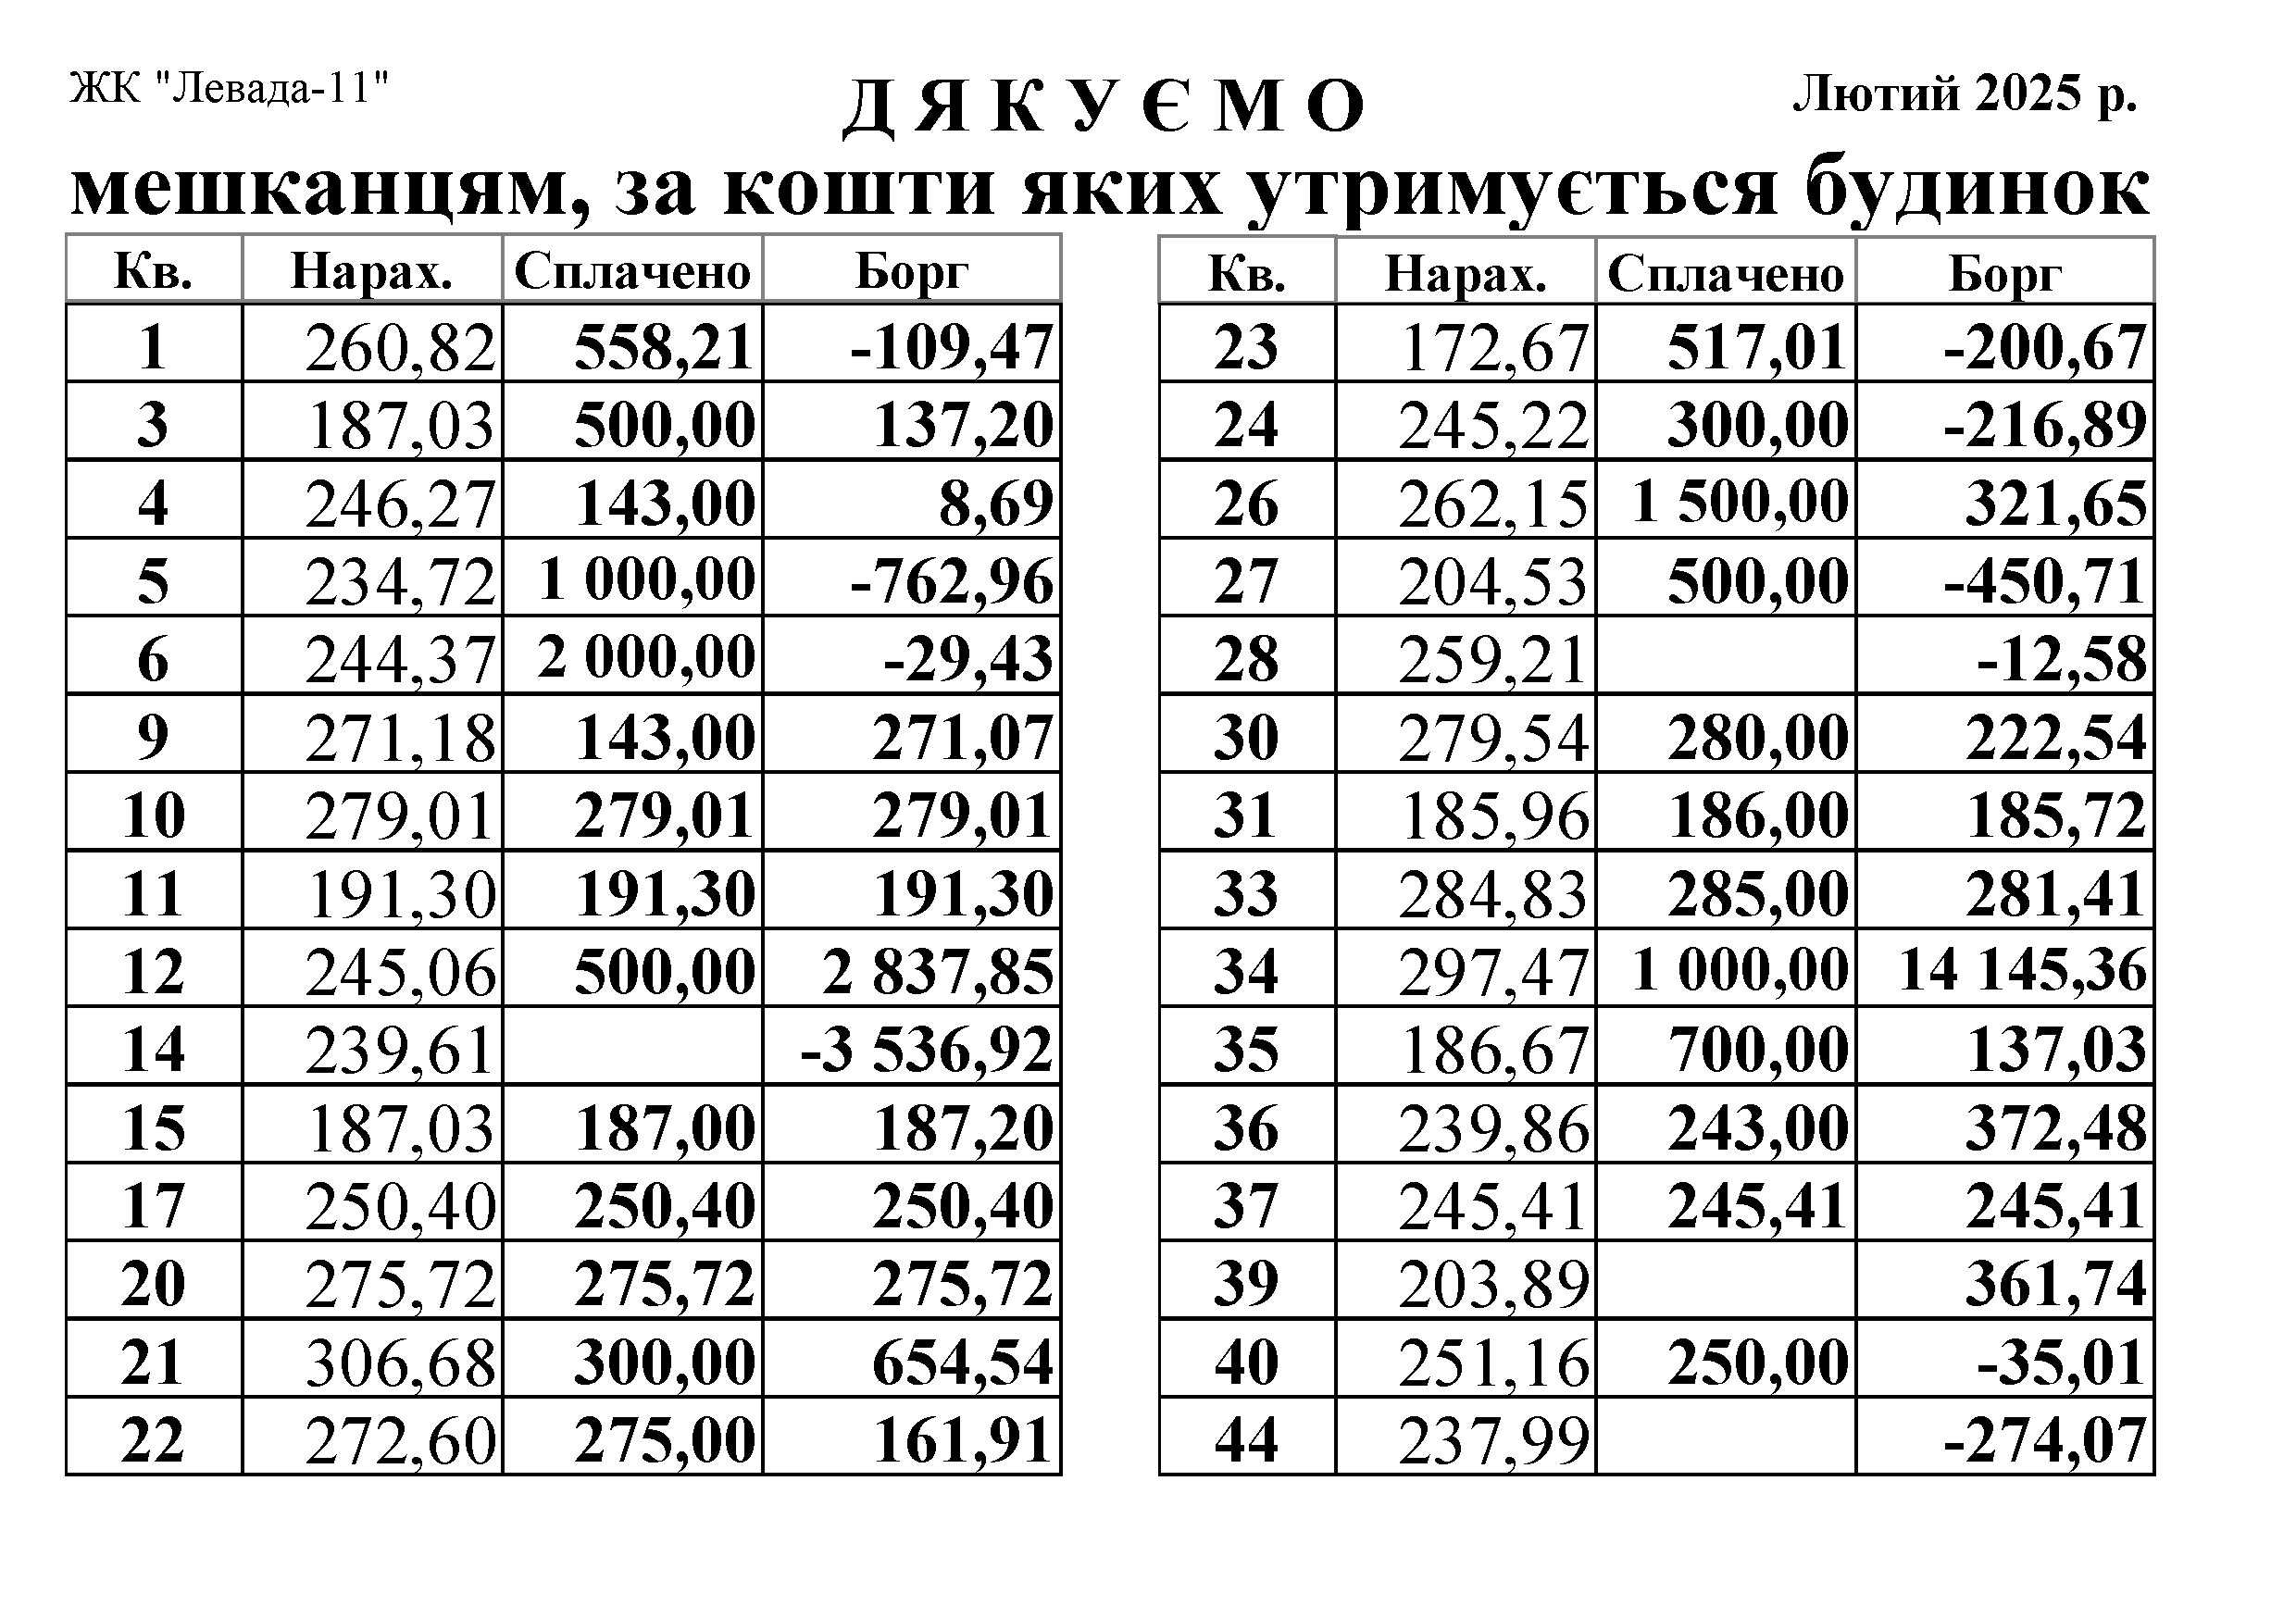 ЖК "Левада-11"
Д Я К У Є М О
Лютий 2025 р.
мешканцям, за кошти яких утримується будинок
Кв. Нарах. Сплачено Борг
1 260,82 558,21 -109,47
3 187,03 500,00 137,20
4 246,27 143,00 8,69
5 234,72 1 000,00 -762,96
6 244,37 2 000,00 -29,43
9 271,18 143,00 271,07
10 279,01 279,01 279,01
11 191,30 191,30 191,30
12 245,06 500,00 2 837,85
14 239,61 -3 536,92
15 187,03 187,00 187,20
17 250,40 250,40 250,40
20 275,72 275,72 275,72
21 306,68 300,00 654,54
22 272,60 275,00 161,91
Кв. Нарах. Сплачено Борг
23 172,67 517,01 -200,67
24 245,22 300,00 -216,89
26 262,15 1 500,00 321,65
27 204,53 500,00 -450,71
28 259,21 -12,58
30 279,54 280,00 222,54
31 185,96 186,00 185,72
33 284,83 285,00 281,41
34 297,47 1 000,00 14 145,36
35 186,67 700,00 137,03
36 239,86 243,00 372,48
37 245,41 245,41 245,41
39 203,89 361,74
40 251,16 250,00 -35,01
44 237,99 -274,07